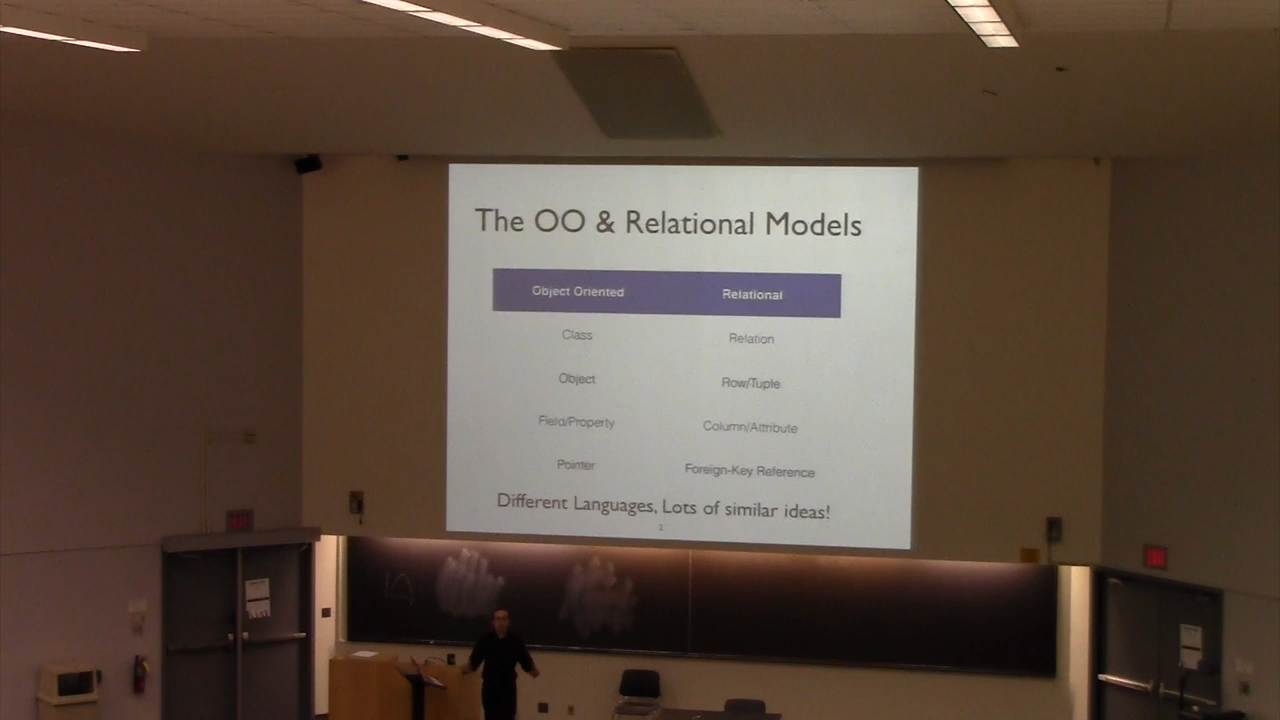 The OO & Relational Models
Object Oriented Relational
Class Relation
Object Row/Tuple
Field/Property Column/Attribute
Pointer Foreign-Key Reference
Different Languages, Lots of similar ideas!
2